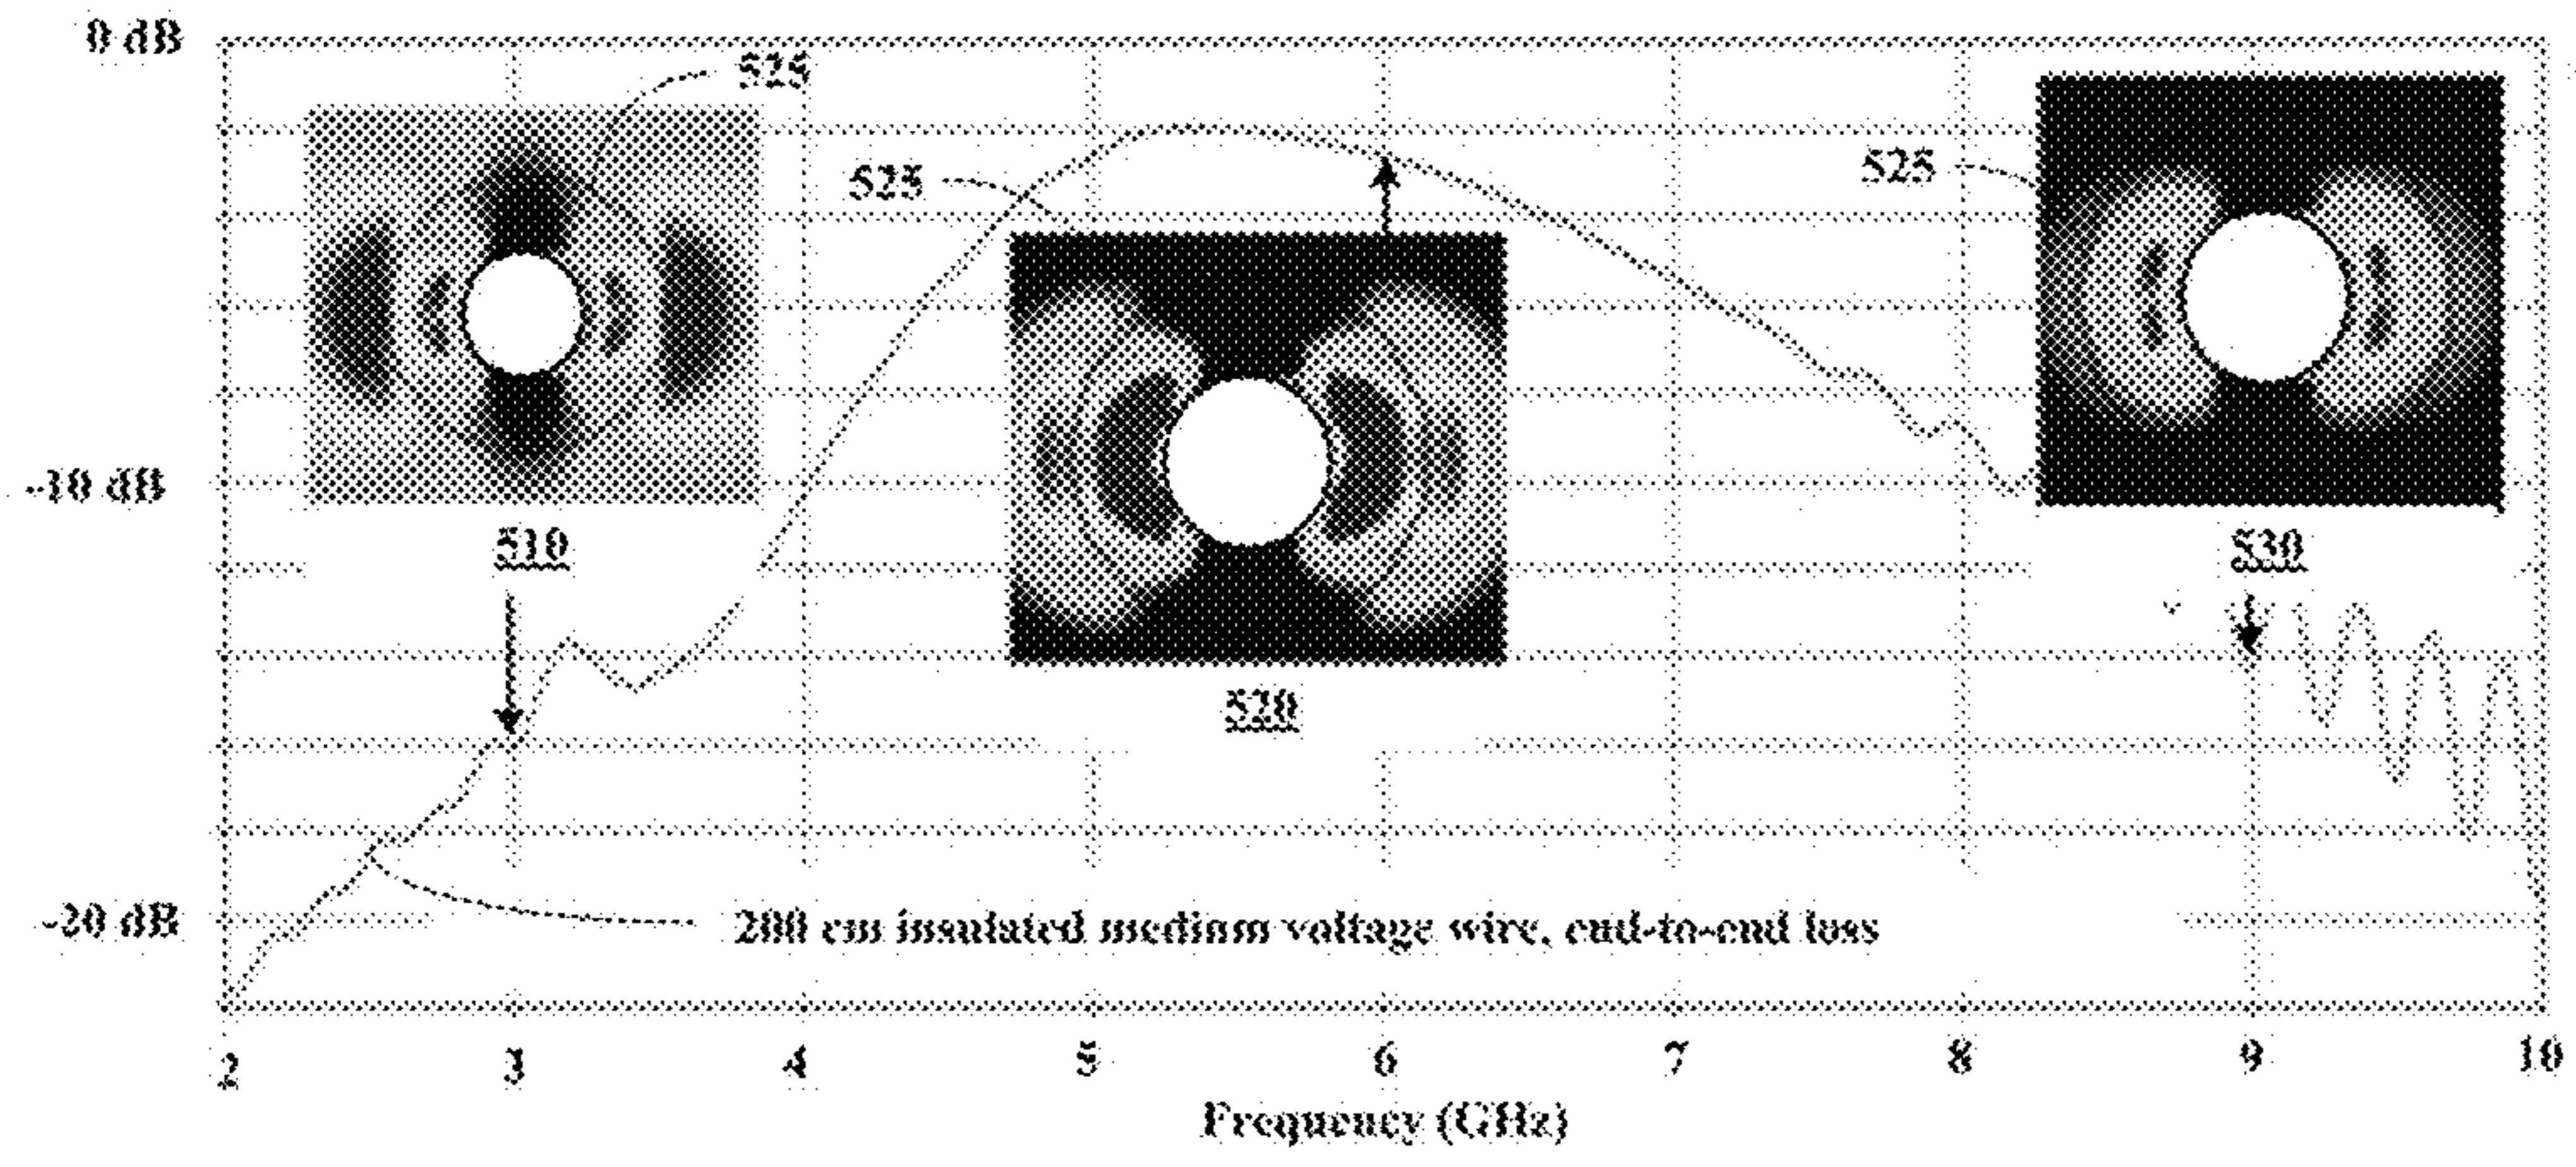 0 dB
525
525
525
-10 dB
510
530
520
-20 dB
200 cm insulated medium voltage wire, end-to-end loss
2 3 4 5 6 7 8 9 10
Frequency (GHz)